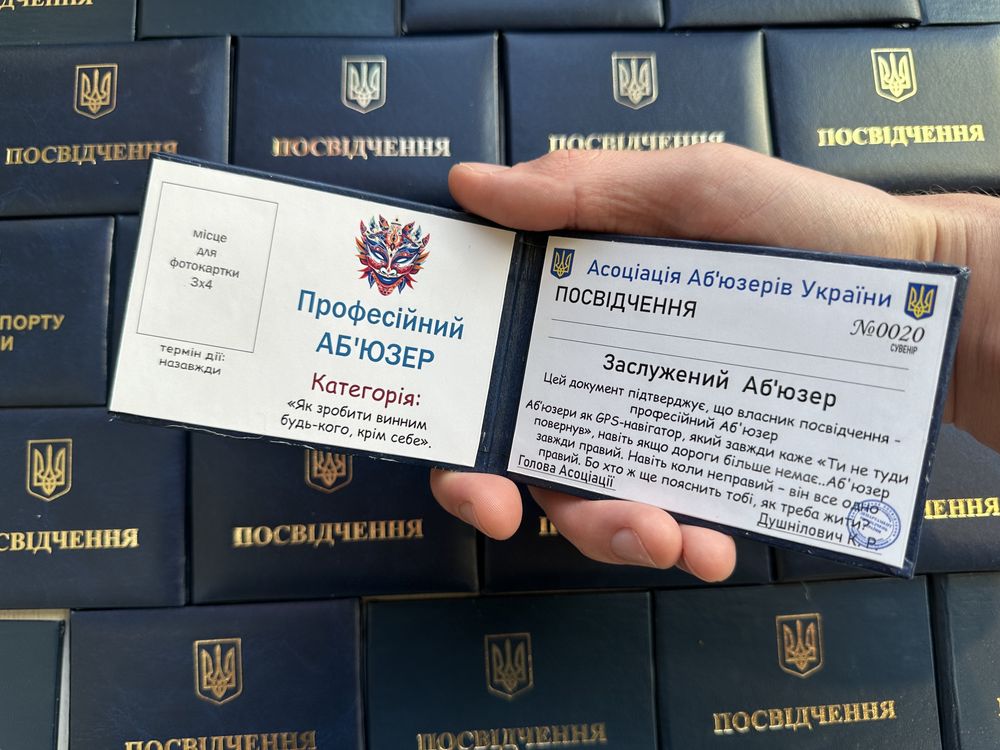 ПОСВІДЧЕННЯ
ПОСВІДЧЕННЯ
ПОСВІДЧЕННЯ
ПОСВІДЧЕННЯ
ПОСВІДЧЕННЯ
місце
для
фотокартки
3х4
термін дії:
назавжди
Професійний
АБ'ЮЗЕР
Категорія:
«Як зробити винним
будь-кого, крім себе».
Асоціація Аб'юзерів України
ПОСВІДЧЕННЯ
№0020
СУВЕНІР
Заслужений Аб'юзер
Цей документ підтверджує, що власник посвідчення –
професійний Аб'юзер
Аб'юзери як GPS-навігатор, який завжди каже «Ти не туди
повернув», навіть якщо дороги більше немає..Аб'юзер
завжди правий. Навіть коли неправий – він все одно
правий. Бо хто ж ще пояснить тобі, як треба жити?
Голова Асоціації
Душнілович К. Р
ПОРТУ
И
СВІДЧЕННЯ
ПОСВІДЧЕННЯ
ЕННЯ
ПОСВІДЧЕННЯ
ПОСВІДЧЕННЯ
ПОСВІДЧЕННЯ